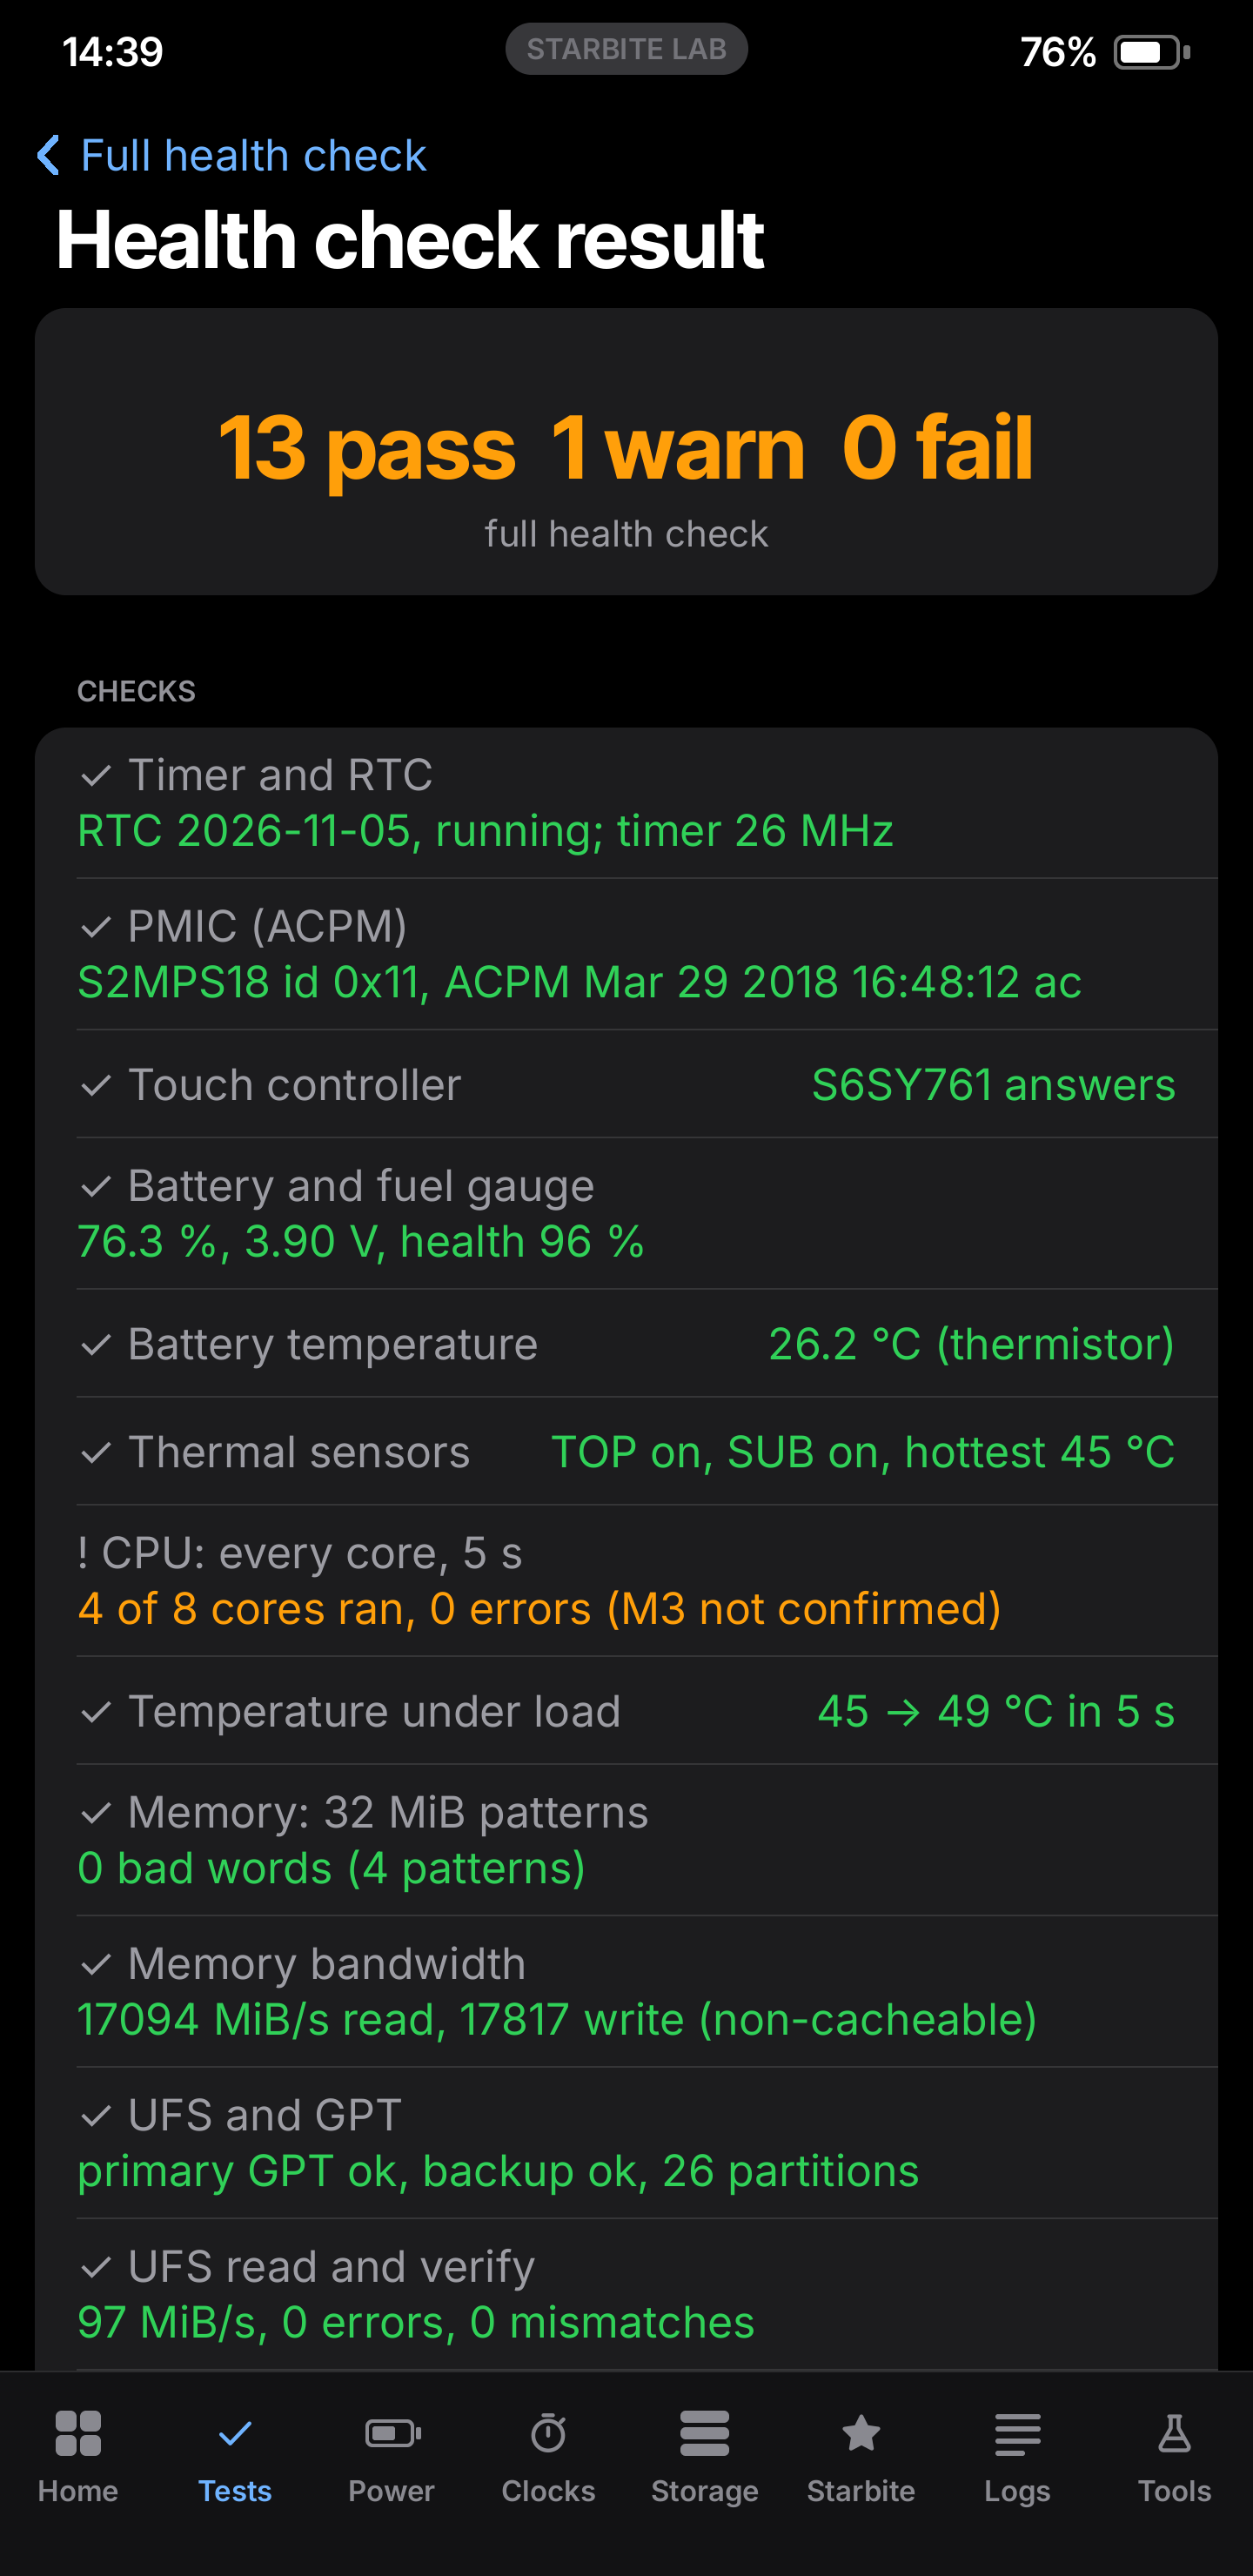 14:39
STARBITE LAB
76%
Full health check
Health check result
13 pass 1 warn 0 fail
full health check
CHECKS
✓ Timer and RTC
RTC 2026-11-05, running; timer 26 MHz
✓ PMIC (ACPM)
S2MPS18 id 0x11, ACPM Mar 29 2018 16:48:12 ac
✓ Touch controller S6SY761 answers
✓ Battery and fuel gauge
76.3 %, 3.90 V, health 96 %
✓ Battery temperature 26.2 °C (thermistor)
✓ Thermal sensors TOP on, SUB on, hottest 45 °C
! CPU: every core, 5 s
4 of 8 cores ran, 0 errors (M3 not confirmed)
✓ Temperature under load 45 → 49 °C in 5 s
✓ Memory: 32 MiB patterns
0 bad words (4 patterns)
✓ Memory bandwidth
17094 MiB/s read, 17817 write (non-cacheable)
✓ UFS and GPT
primary GPT ok, backup ok, 26 partitions
✓ UFS read and verify
97 MiB/s, 0 errors, 0 mismatches
Home Tests Power Clocks Storage Starbite Logs Tools